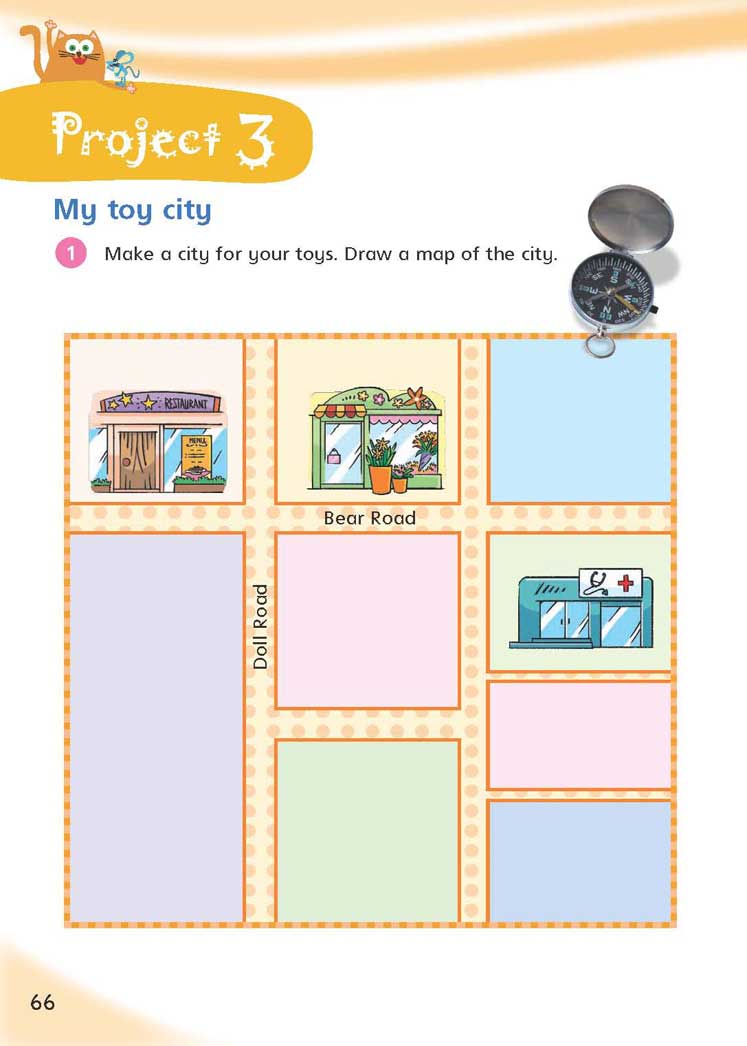 Project 3
My toy city
1 Make a city for your toys. Draw a map of the city.
RESTAURANT
MENU
Bear Road
Doll Road
66